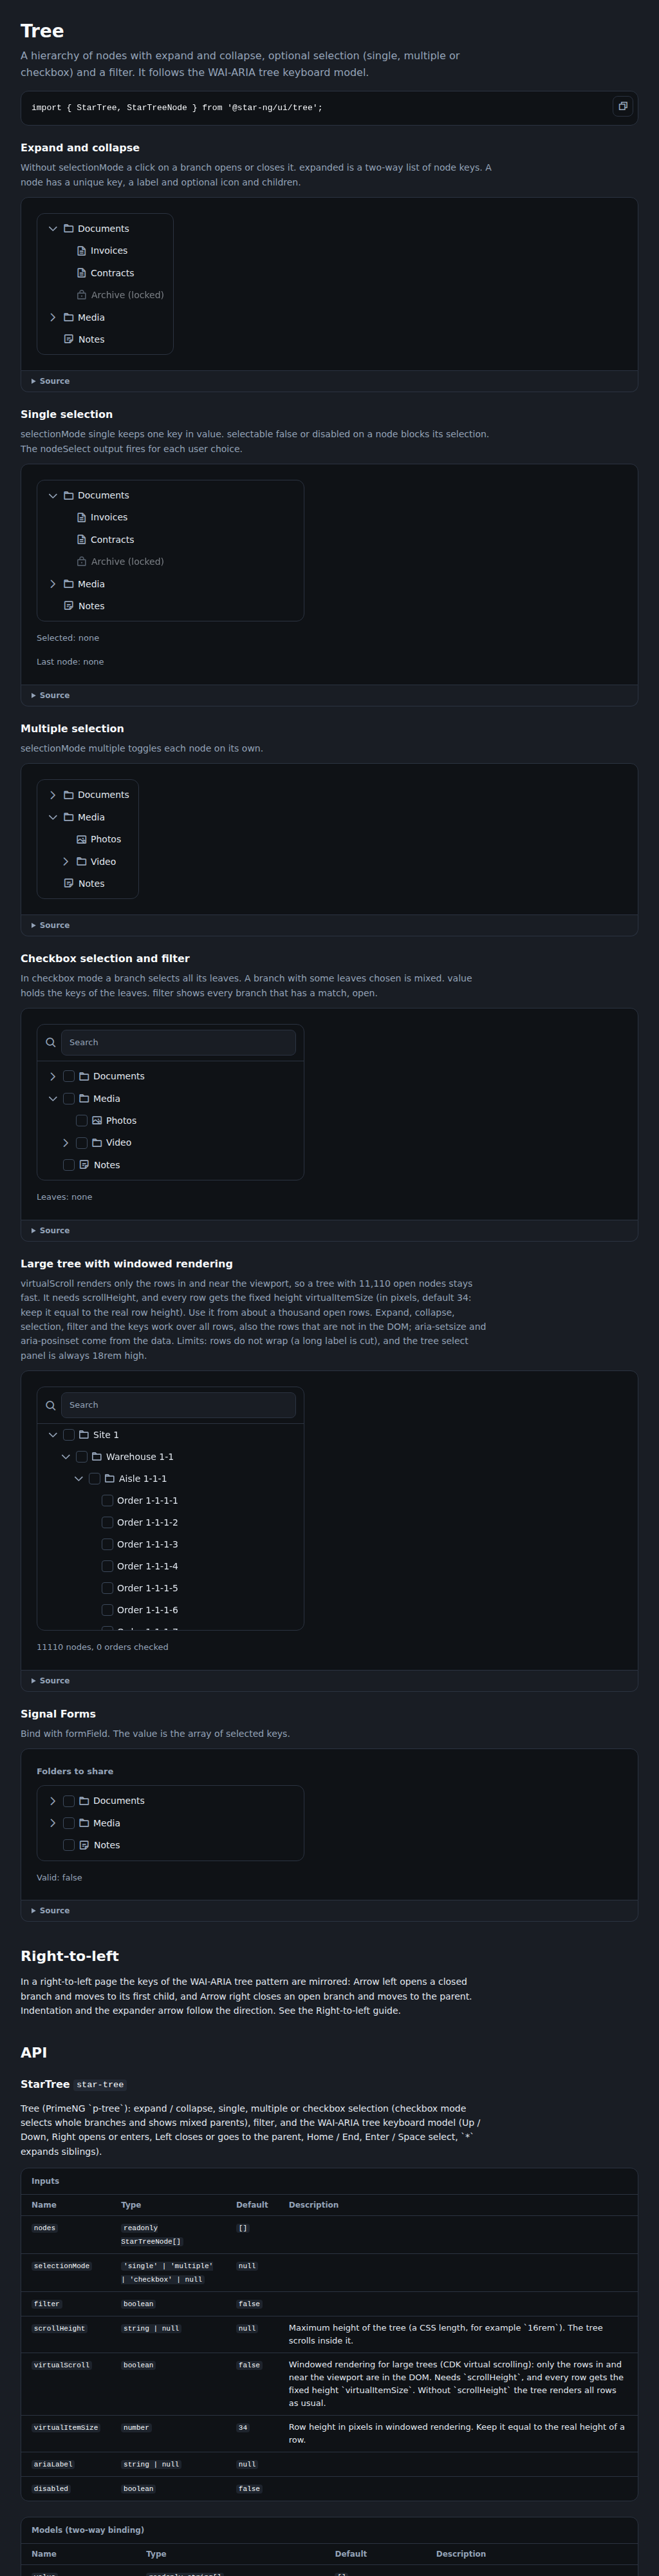 Tree
A hierarchy of nodes with expand and collapse, optional selection (single, multiple or
checkbox) and a filter. It follows the WAI-ARIA tree keyboard model.
import { StarTree, StarTreeNode } from '@star-ng/ui/tree';
Expand and collapse
Without selectionMode a click on a branch opens or closes it. expanded is a two-way list of node keys. A
node has a unique key, a label and optional icon and children.
Documents
Invoices
Contracts
Archive (locked)
Media
Notes
Source
Single selection
selectionMode single keeps one key in value. selectable false or disabled on a node blocks its selection.
The nodeSelect output fires for each user choice.
Documents
Invoices
Contracts
Archive (locked)
Media
Notes
Selected: none
Last node: none
Source
Multiple selection
selectionMode multiple toggles each node on its own.
Documents
Media
Photos
Video
Notes
Source
Checkbox selection and filter
In checkbox mode a branch selects all its leaves. A branch with some leaves chosen is mixed. value
holds the keys of the leaves. filter shows every branch that has a match, open.
Search
Documents
Media
Photos
Video
Notes
Leaves: none
Source
Large tree with windowed rendering
virtualScroll renders only the rows in and near the viewport, so a tree with 11,110 open nodes stays
fast. It needs scrollHeight, and every row gets the fixed height virtualItemSize (in pixels, default 34:
keep it equal to the real row height). Use it from about a thousand open rows. Expand, collapse,
selection, filter and the keys work over all rows, also the rows that are not in the DOM; aria-setsize and
aria-posinset come from the data. Limits: rows do not wrap (a long label is cut), and the tree select
panel is always 18rem high.
Search
Site 1
Warehouse 1-1
Aisle 1-1-1
Order 1-1-1-1
Order 1-1-1-2
Order 1-1-1-3
Order 1-1-1-4
Order 1-1-1-5
Order 1-1-1-6
Order 1-1-1-7
11110 nodes, 0 orders checked
Source
Signal Forms
Bind with formField. The value is the array of selected keys.
Folders to share
Documents
Media
Notes
Valid: false
Source
Right-to-left
In a right-to-left page the keys of the WAI-ARIA tree pattern are mirrored: Arrow left opens a closed
branch and moves to its first child, and Arrow right closes an open branch and moves to the parent.
Indentation and the expander arrow follow the direction. See the Right-to-left guide.
API
StarTree star-tree
Tree (PrimeNG `p-tree`): expand / collapse, single, multiple or checkbox selection (checkbox mode
selects whole branches and shows mixed parents), filter, and the WAI-ARIA tree keyboard model (Up /
Down, Right opens or enters, Left closes or goes to the parent, Home / End, Enter / Space select, `*`
expands siblings).
Inputs
Name Type Default Description
nodes readonly StarTreeNode[] []
selectionMode 'single' | 'multiple' | 'checkbox' | null null
filter boolean false
scrollHeight string | null null Maximum height of the tree (a CSS length, for example `16rem`). The tree
scrolls inside it.
virtualScroll boolean false Windowed rendering for large trees (CDK virtual scrolling): only the rows in and
near the viewport are in the DOM. Needs `scrollHeight`, and every row gets the
fixed height `virtualItemSize`. Without `scrollHeight` the tree renders all rows
as usual.
virtualItemSize number 34 Row height in pixels in windowed rendering. Keep it equal to the real height of a
row.
ariaLabel string | null null
disabled boolean false
Models (two-way binding)
Name Type Default Description